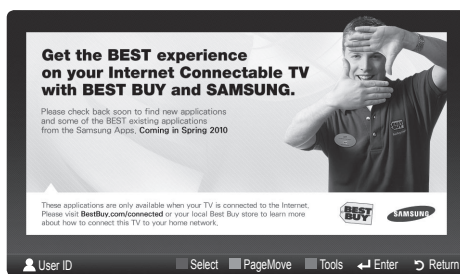 Get the BEST experience
on your Internet Connectable TV
with BEST BUY and SAMSUNG.
Please check back soon to find new applications
and some of the BEST existing applications
from the Samsung Apps, Coming in Spring 2010
These applications are only available when your TV is connected to the Internet,
Please visit BestBuy.com/connected or your local Best Buy store to learn more
about how to connect this TV to your home network,
BEST
BUY
SAMSUNG
User ID
Select
PageMove
Tools
Enter
Return